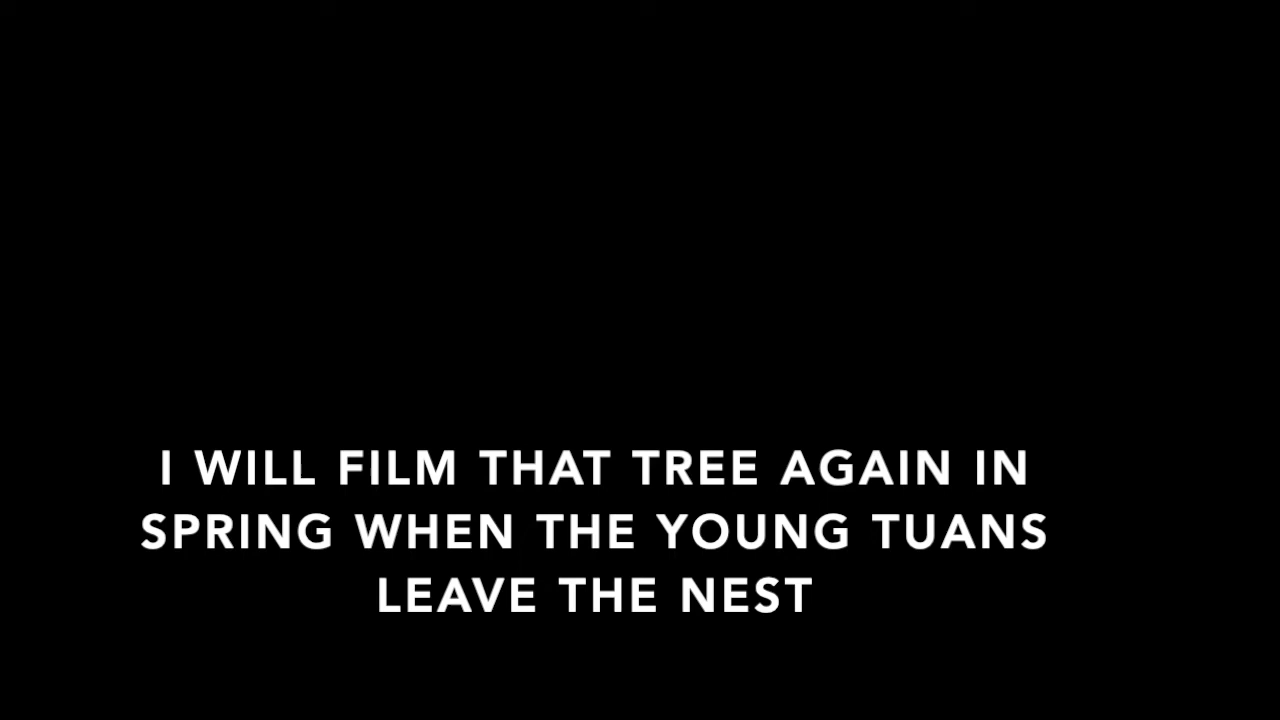 I WILL FILM THAT TREE AGAIN IN
SPRING WHEN THE YOUNG TUANS
LEAVE THE NEST